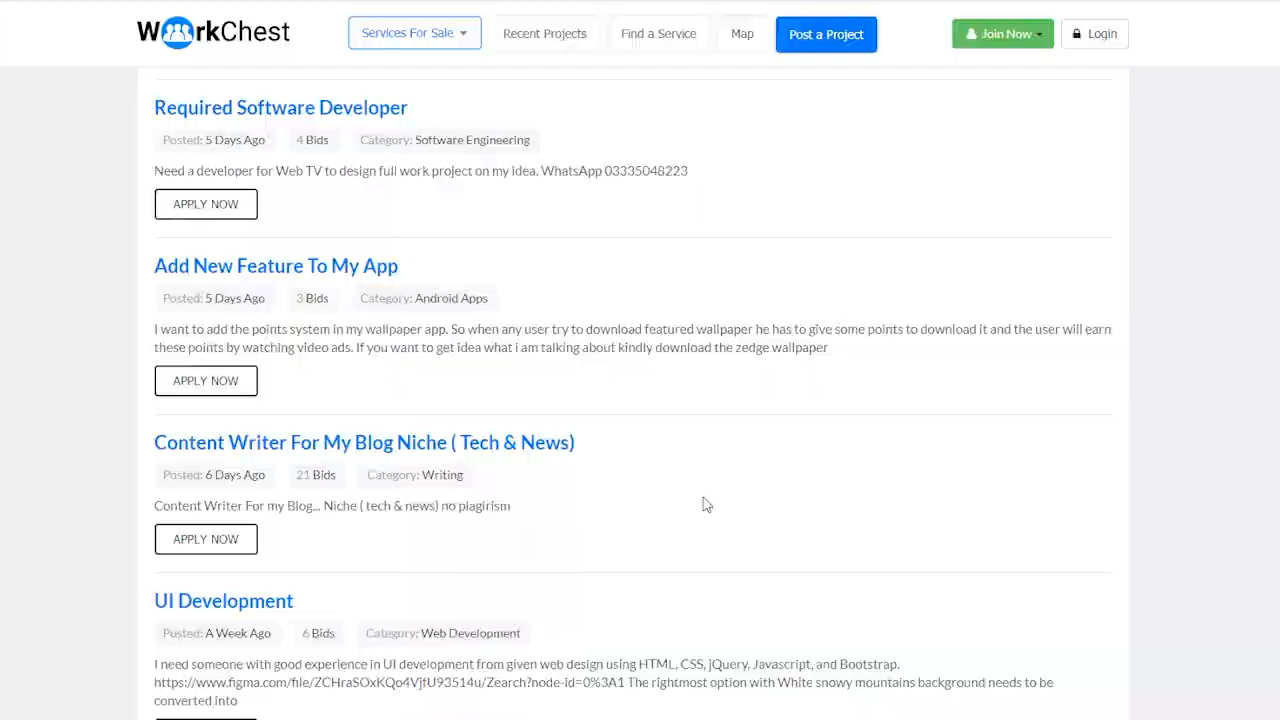 WorkChest
Services For Sale
Recent Projects
Find a Service
Map
Post a Project
Join Now
Login
Required Software Developer
Posted: 5 Days Ago 4 Bids Category: Software Engineering
Need a developer for Web TV to design full work project on my idea. WhatsApp 03335048223
APPLY NOW
Add New Feature To My App
Posted: 5 Days Ago 3 Bids Category: Android Apps
I want to add the points system in my wallpaper app. So when any user try to download featured wallpaper he has to give some points to download it and the user will earn
these points by watching video ads. If you want to get idea what i am talking about kindly download the zedge wallpaper
APPLY NOW
Content Writer For My Blog Niche ( Tech & News)
Posted: 6 Days Ago 21 Bids Category: Writing
Content Writer For my Blog... Niche ( tech & news) no plagirism
APPLY NOW
UI Development
Posted: A Week Ago 6 Bids Category: Web Development
I need someone with good experience in UI development from given web design using HTML, CSS, jQuery, Javascript, and Bootstrap.
https://www.figma.com/file/ZCHraSOxKQo4VjfU93514u/Zearch?node-id=0%3A1 The rightmost option with White snowy mountains background needs to be
converted into